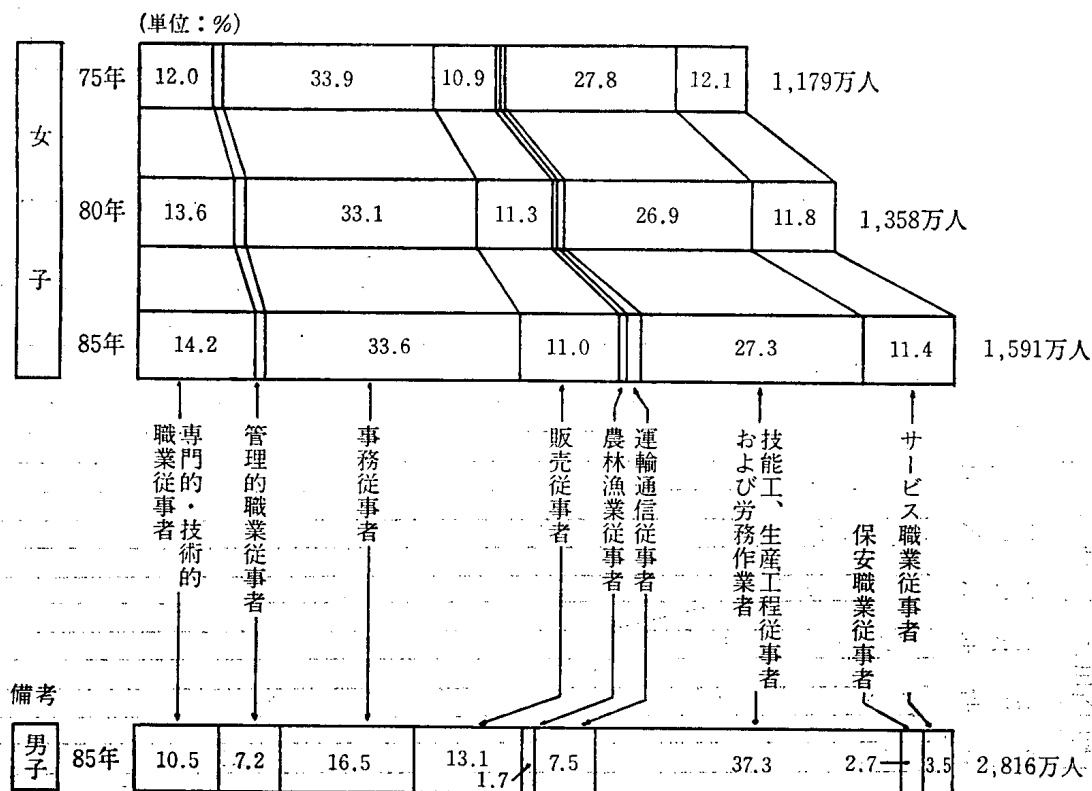 (単位：%)
女子
75年 12.0 33.9 10.9 27.8 12.1 1,179万人
80年 13.6 33.1 11.3 26.9 11.8 1,358万人
85年 14.2 33.6 11.0 27.3 11.4 1,591万人
専門的・技術的
職業従事者
管理的職業従事者
事務従事者
販売従事者
農林漁業従事者
運輸通信従事者
技能工、生産工程従事者
および労務作業者
保安職業従事者
サービス職業従事者
備考
男子
85年 10.5 7.2 16.5 13.1 1.7 7.5 37.3 2.7 3.5 2,816万人